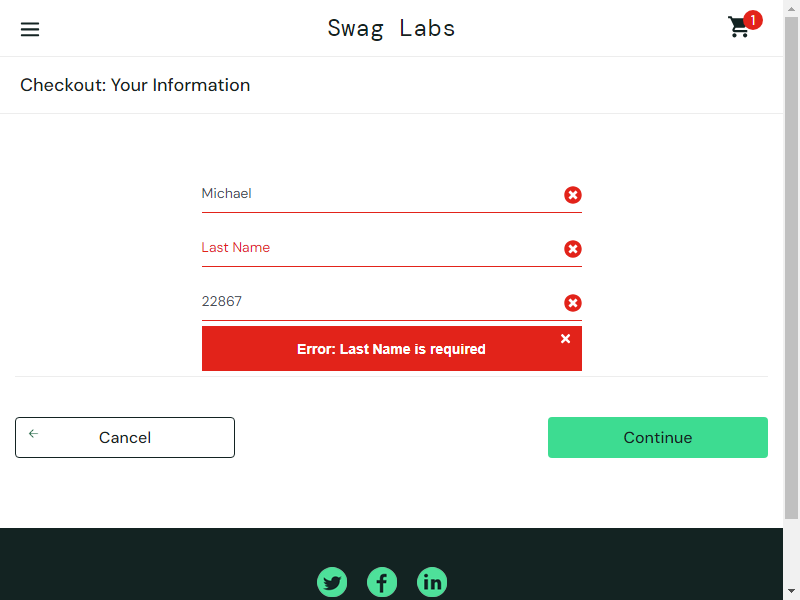 Swag Labs
1
Checkout: Your Information
Michael
Last Name
22867
Error: Last Name is required
Cancel
Continue